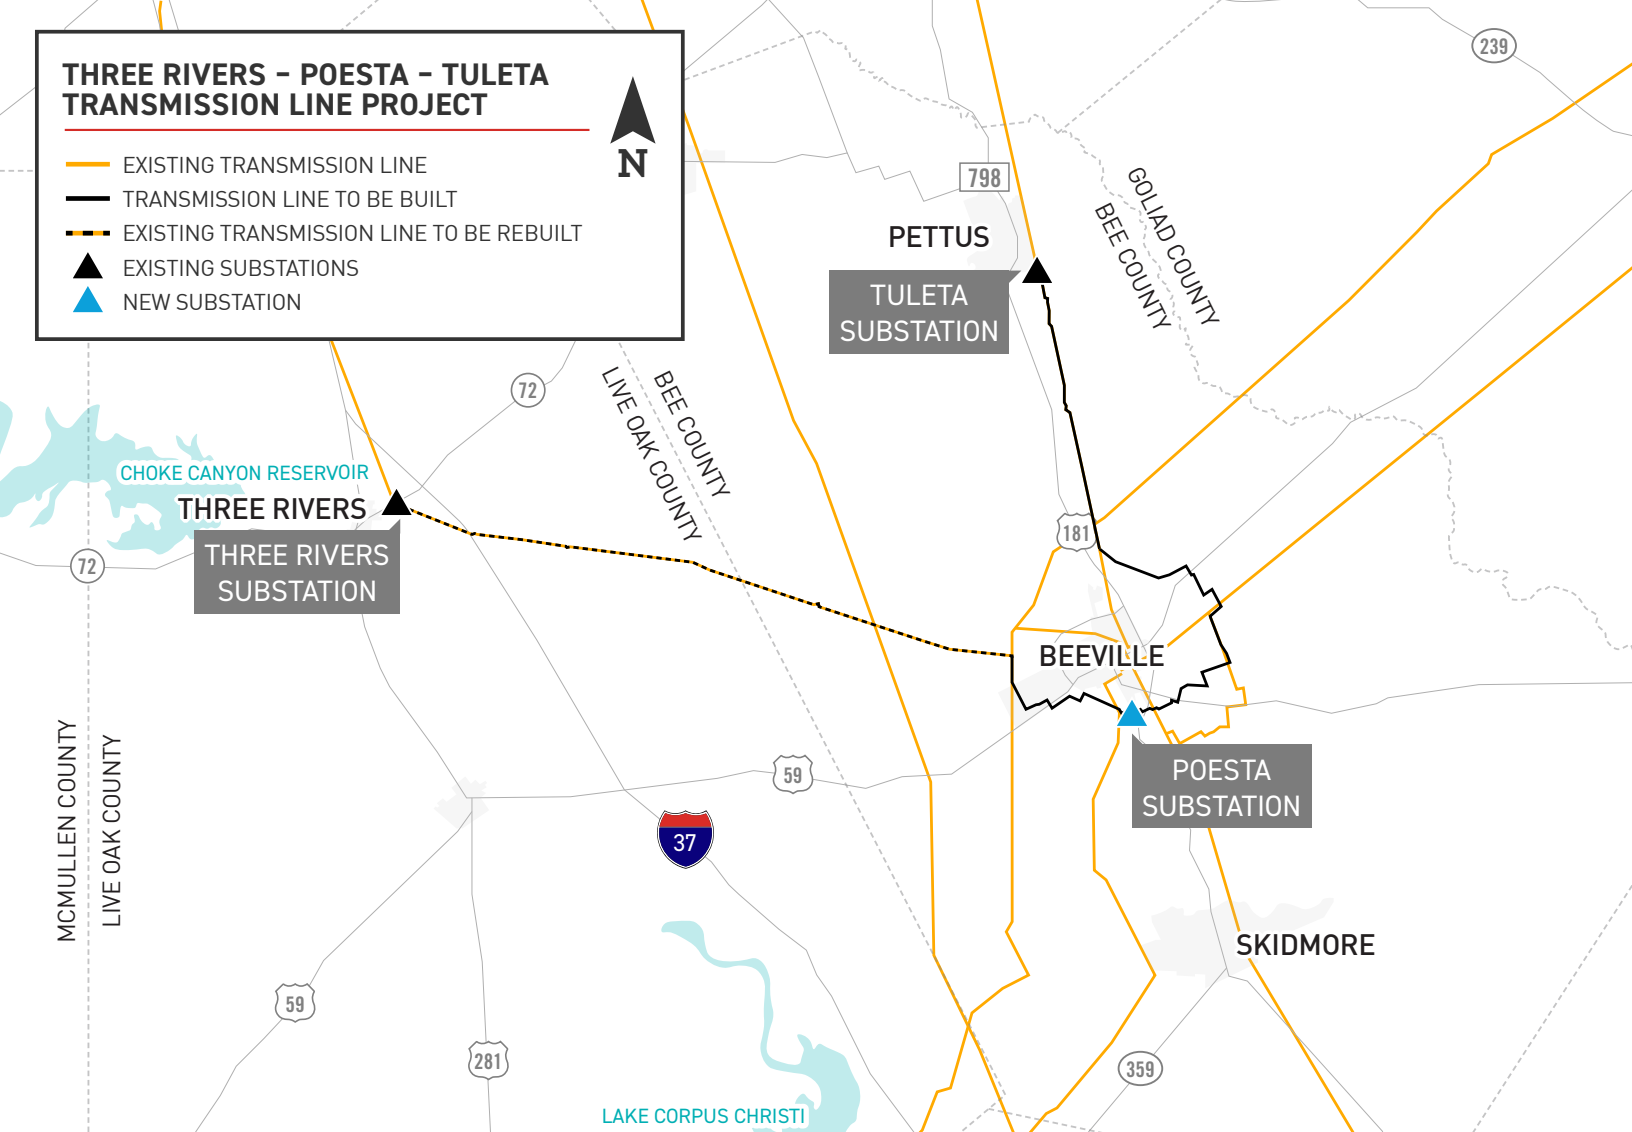 THREE RIVERS – POESTA – TULETA
TRANSMISSION LINE PROJECT
N
EXISTING TRANSMISSION LINE
TRANSMISSION LINE TO BE BUILT
EXISTING TRANSMISSION LINE TO BE REBUILT
EXISTING SUBSTATIONS
NEW SUBSTATION
239
798
GOLIAD COUNTY
BEE COUNTY
PETTUS
TULETA
SUBSTATION
72
BEE COUNTY
LIVE OAK COUNTY
CHOKE CANYON RESERVOIR
THREE RIVERS
THREE RIVERS
SUBSTATION
72
181
BEEVILLE
POESTA
SUBSTATION
59
37
MCMULLEN COUNTY
LIVE OAK COUNTY
SKIDMORE
59
281
359
LAKE CORPUS CHRISTI